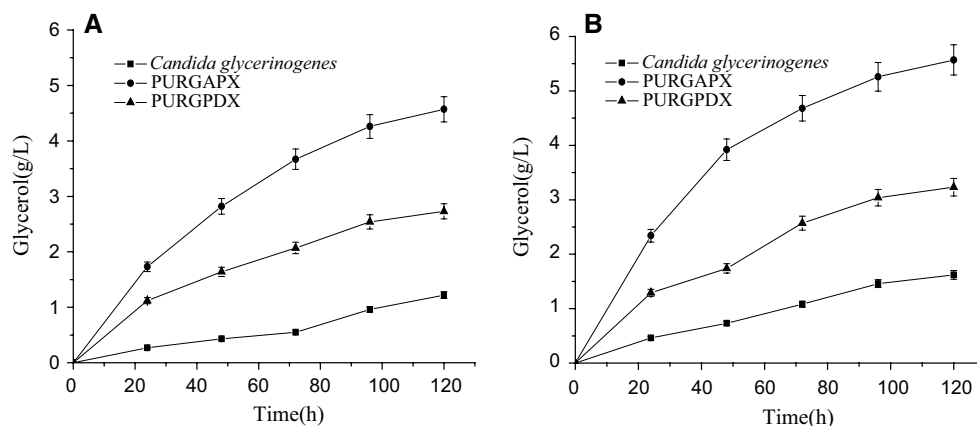 A
6
5
4
3
2
1
0
Glycerol(g/L)
Candida glycerinogenes
PURGAPX
PURGPDX
0 20 40 60 80 100 120
Time(h)
B
6
5
4
3
2
1
0
Glycerol(g/L)
Candida glycerinogenes
PURGAPX
PURGPDX
0 20 40 60 80 100 120
Time(h)